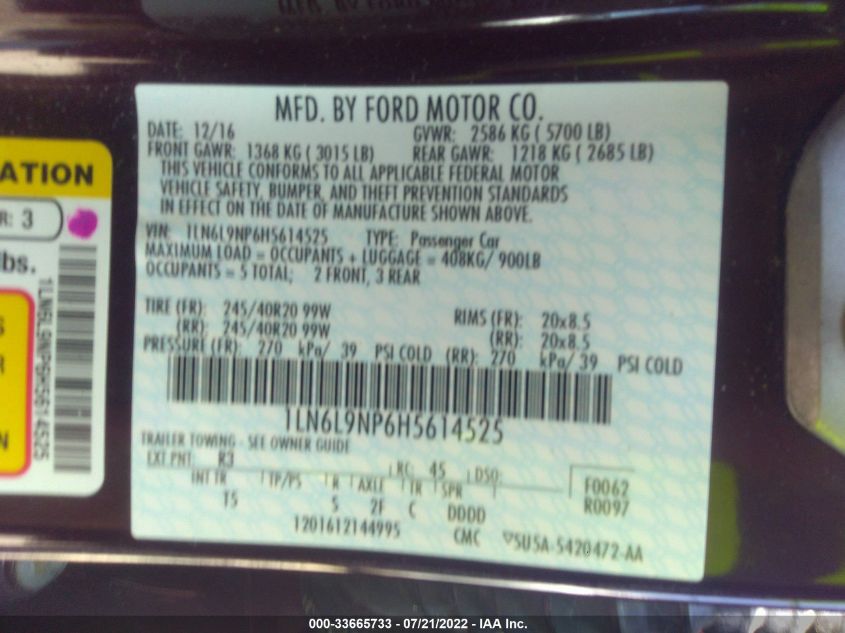 MFD. BY FORD MOTOR CO.
DATE: 12/16 GVWR: 2586 KG ( 5700 LB)
FRONT GAWR: 1368 KG ( 3015 LB) REAR GAWR: 1218 KG ( 2685 LB)
THIS VEHICLE CONFORMS TO ALL APPLICABLE FEDERAL MOTOR
VEHICLE SAFETY, BUMPER, AND THEFT PREVENTION STANDARDS
IN EFFECT ON THE DATE OF MANUFACTURE SHOWN ABOVE.
VIN: 1LN6L9NP6H5614525 TYPE: Passenger Car
MAXIMUM LOAD = OCCUPANTS + LUGGAGE = 408KG/ 900LB
OCCUPANTS = 5 TOTAL; 2 FRONT, 3 REAR
TIRE (FR): 245/40R20 99W RIMS (FR): 20x8.5
(RR): 245/40R20 99W (RR): 20x8.5
PRESSURE (FR): 270 kPa/ 39 PSI COLD (RR): 270 kPa/ 39 PSI COLD
1LN6L9NP6H5614525
TRAILER TOWING - SEE OWNER GUIDE
EXT PNT: R3 RC: 45 DSO: F0062
INT TR TP/PS R AXLE TR SPR R0097
T5 5 2F C DDDD
1201612144995 CMC 5U5A-5420472-AA
ATION
R: 3
bs.
S
R
N
1LN6L9NP6H5614525
000-33665733 - 07/21/2022 - IAA Inc.